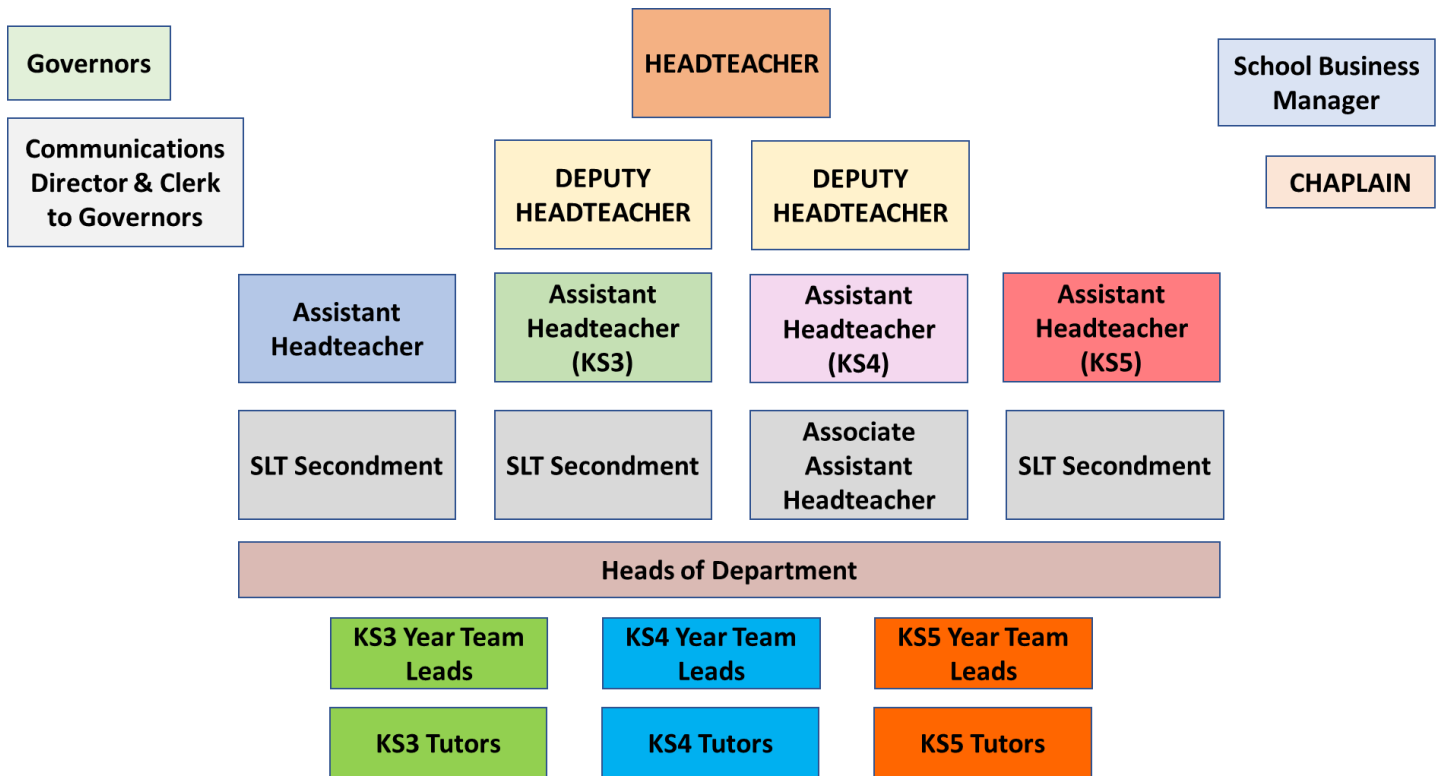 Governors
HEADTEACHER
School Business
Manager
Communications
Director & Clerk
to Governors
DEPUTY
HEADTEACHER
DEPUTY
HEADTEACHER
CHAPLAIN
Assistant
Headteacher
Assistant
Headteacher
(KS3)
Assistant
Headteacher
(KS4)
Assistant
Headteacher
(KS5)
SLT Secondment
SLT Secondment
Associate
Assistant
Headteacher
SLT Secondment
Heads of Department
KS3 Year Team
Leads
KS4 Year Team
Leads
KS5 Year Team
Leads
KS3 Tutors
KS4 Tutors
KS5 Tutors